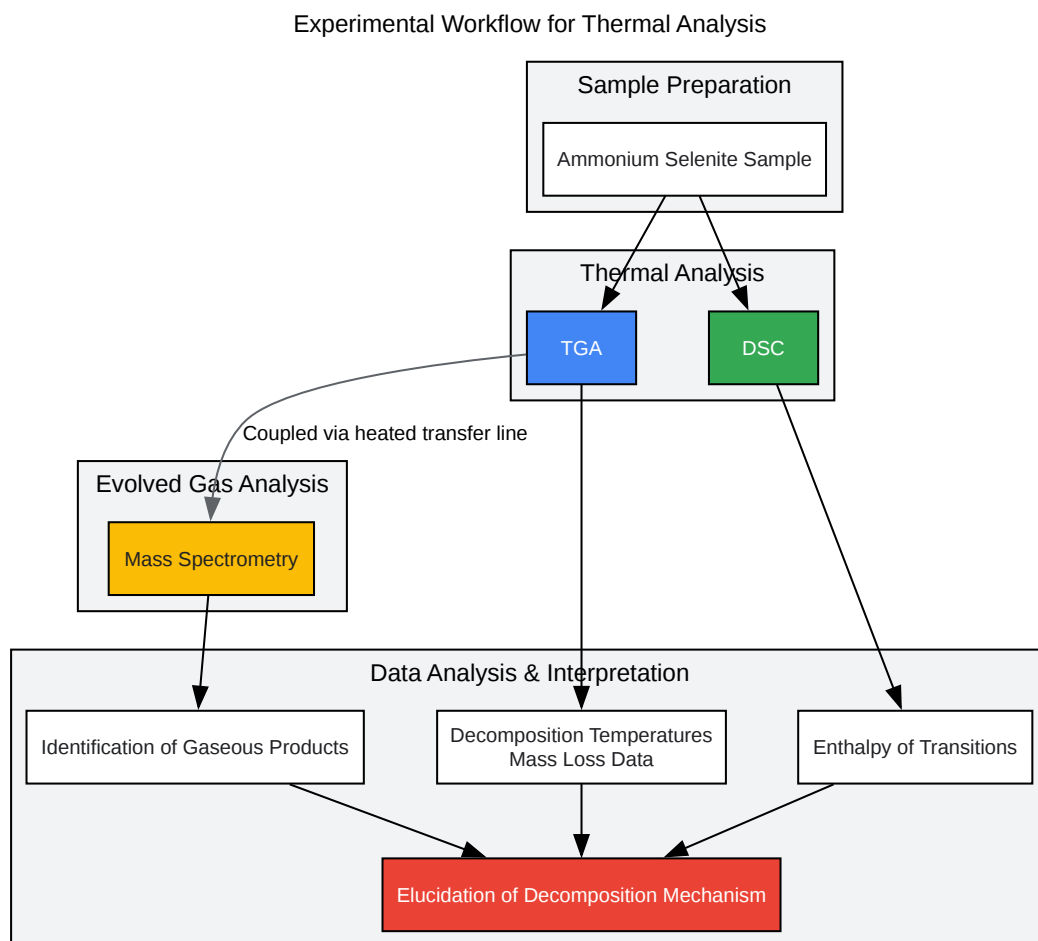 Experimental Workflow for Thermal Analysis
Sample Preparation
Ammonium Selenite Sample
Thermal Analysis
TGA
DSC
Coupled via heated transfer line
Evolved Gas Analysis
Mass Spectrometry
Data Analysis & Interpretation
Identification of Gaseous Products
Decomposition Temperatures
Mass Loss Data
Enthalpy of Transitions
Elucidation of Decomposition Mechanism